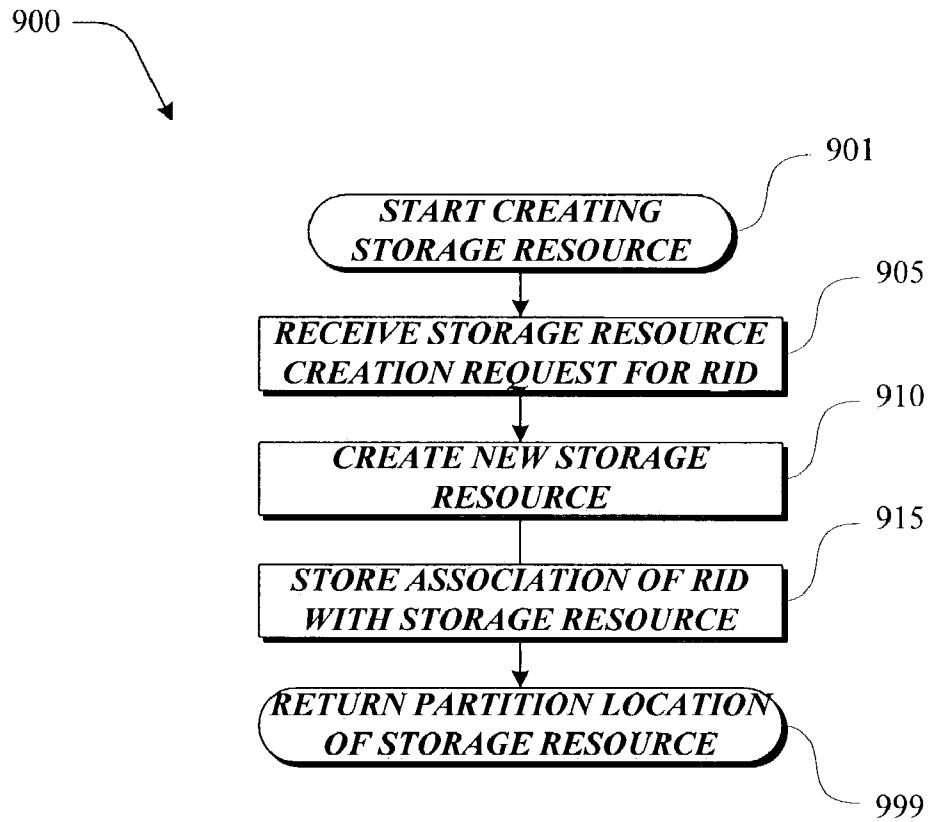 900
901
START CREATING
STORAGE RESOURCE
905
RECEIVE STORAGE RESOURCE
CREATION REQUEST FOR RID
910
CREATE NEW STORAGE
RESOURCE
915
STORE ASSOCIATION OF RID
WITH STORAGE RESOURCE
RETURN PARTITION LOCATION
OF STORAGE RESOURCE
999